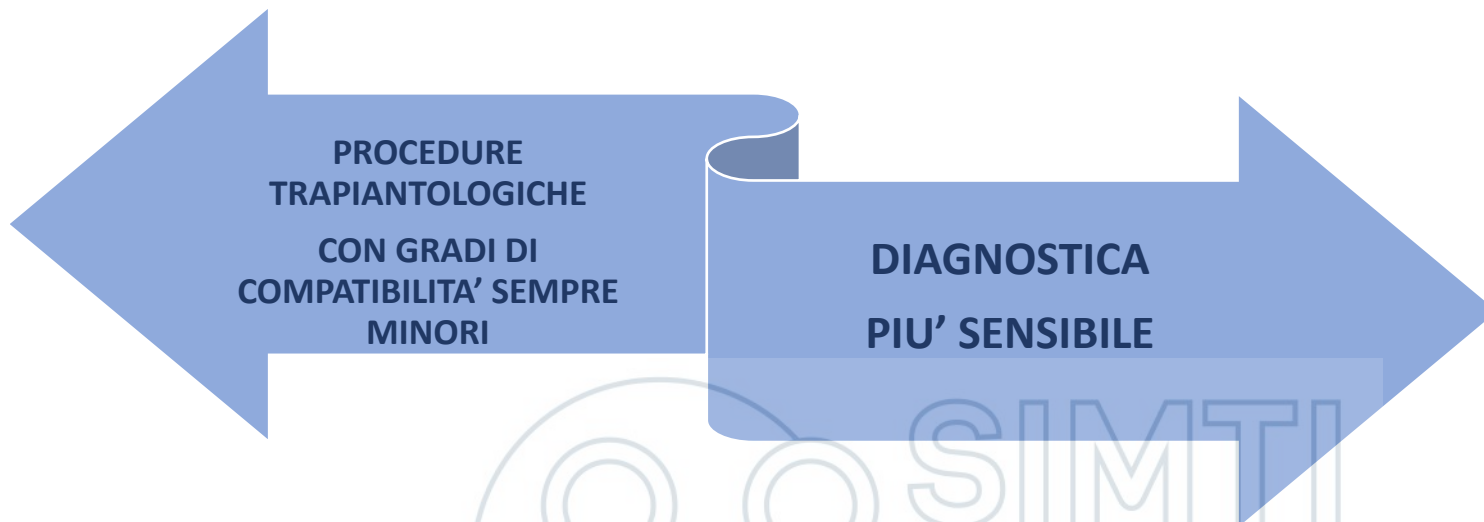 PROCEDURE
TRAPIANTOLOGICHE
CON GRADI DI
COMPATIBILITA’ SEMPRE
MINORI
DIAGNOSTICA
PIU’ SENSIBILE
SIMTI